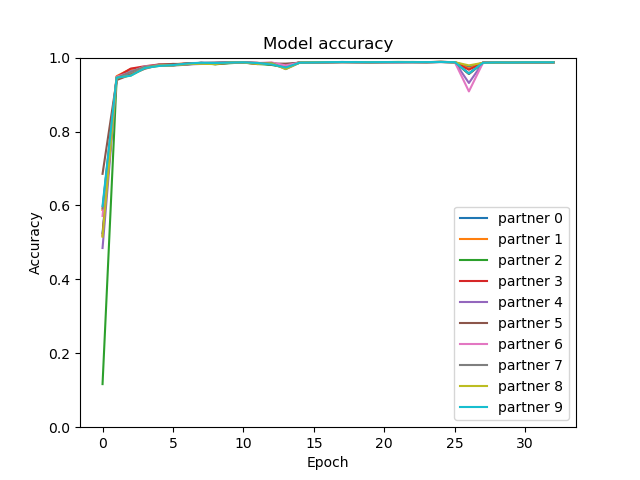 Model accuracy
1.0
0.8
0.6
0.4
0.2
0.0
Accuracy
0 5 10 15 20 25 30
Epoch
partner 0
partner 1
partner 2
partner 3
partner 4
partner 5
partner 6
partner 7
partner 8
partner 9